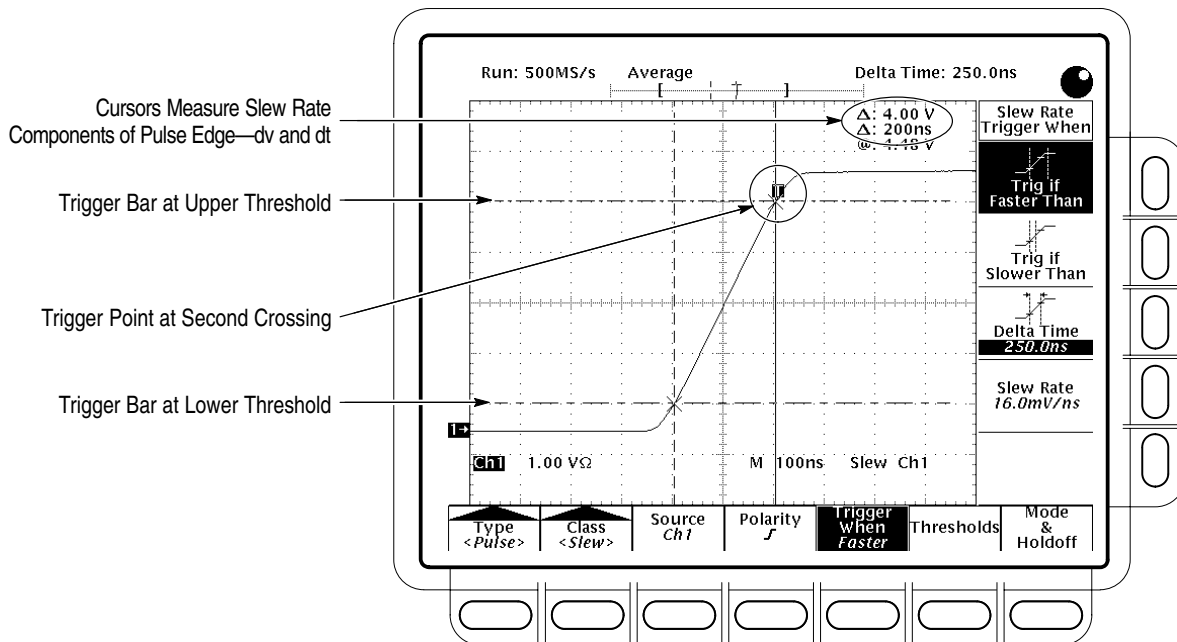 Run: 500MS/s Average Delta Time: 250.0ns
Cursors Measure Slew Rate
Components of Pulse Edge—dv and dt
Δ: 4.00 V
Δ: 200ns
@: 4.48 V
Trigger Bar at Upper Threshold
Trigger Point at Second Crossing
Trigger Bar at Lower Threshold
1→
Ch1 1.00 VΩ M 100ns Slew Ch1
Slew Rate
Trigger When
Trig if
Faster Than
Trig if
Slower Than
Delta Time
250.0ns
Slew Rate
16.0mV/ns
Type
<Pulse>
Class
<Slew>
Source
Ch1
Polarity
Trigger
When
Faster
Thresholds
Mode
&
Holdoff